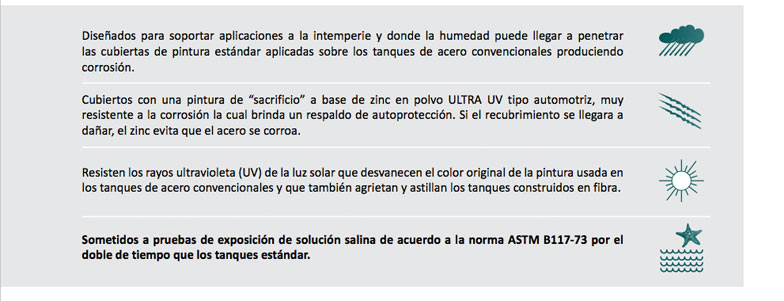 Diseñados para soportar aplicaciones a la intemperie y donde la humedad puede llegar a penetrar
las cubiertas de pintura estándar aplicadas sobre los tanques de acero convencionales produciendo
corrosión.
Cubiertos con una pintura de “sacrificio” a base de zinc en polvo ULTRA UV tipo automotriz, muy
resistente a la corrosión la cual brinda un respaldo de autoprotección. Si el recubrimiento se llegara a
dañar, el zinc evita que el acero se corroa.
Resisten los rayos ultravioleta (UV) de la luz solar que desvanecen el color original de la pintura usada en
los tanques de acero convencionales y que también agrietan y astillan los tanques construidos en fibra.
Sometidos a pruebas de exposición de solución salina de acuerdo a la norma ASTM B117-73 por el
doble de tiempo que los tanques estándar.